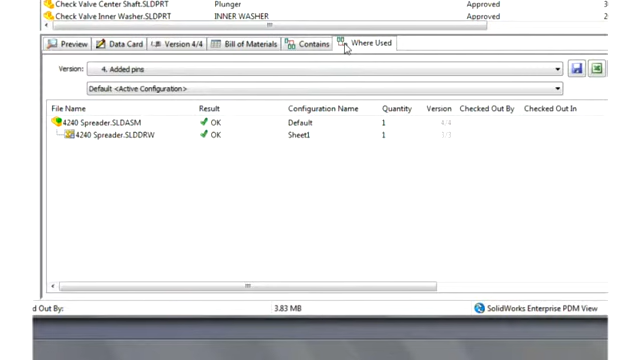 Check Valve Center Shaft.SLDPRT Plunger Approved 3
Check Valve Inner Washer.SLDPRT INNER WASHER Approved 2
Preview Data Card Version 4/4 Bill of Materials Contains Where Used
Version: 4. Added pins
Default <Active Configuration>
File Name Result Configuration Name Quantity Version Checked Out By Checked Out In
4240 Spreader.SLDASM OK Default 1 4/4
4240 Spreader.SLDDRW OK Sheet1 1 1/3
d Out By: 3.83 MB SolidWorks Enterprise PDM View